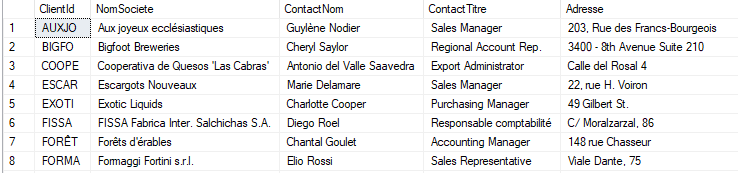 ClientId NomSociete ContactNom ContactTitre Adresse
1 AUXJO Aux joyeux ecclésiastiques Guylène Nodier Sales Manager 203, Rue des Francs-Bourgeois
2 BIGFO Bigfoot Breweries Cheryl Saylor Regional Account Rep. 3400 - 8th Avenue Suite 210
3 COOPE Cooperativa de Quesos 'Las Cabras' Antonio del Valle Saavedra Export Administrator Calle del Rosal 4
4 ESCAR Escargots Nouveaux Marie Delamare Sales Manager 22, rue H. Voiron
5 EXOTI Exotic Liquids Charlotte Cooper Purchasing Manager 49 Gilbert St.
6 FISSA FISSA Fabrica Inter. Salchichas S.A. Diego Roel Responsable comptabilité C/ Moralzarzal, 86
7 FORÊT Forêts d'érables Chantal Goulet Accounting Manager 148 rue Chasseur
8 FORMA Formaggi Fortini s.r.l. Elio Rossi Sales Representative Viale Dante, 75